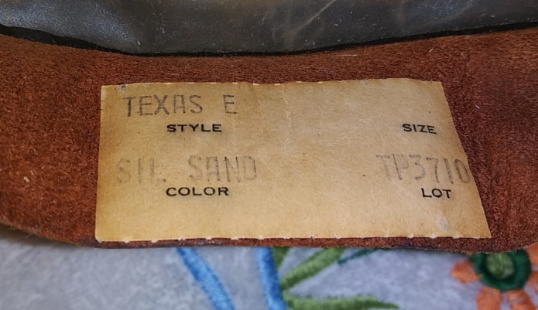 TEXAS E
STYLE SIZE
SIL SAND TP3710
COLOR LOT